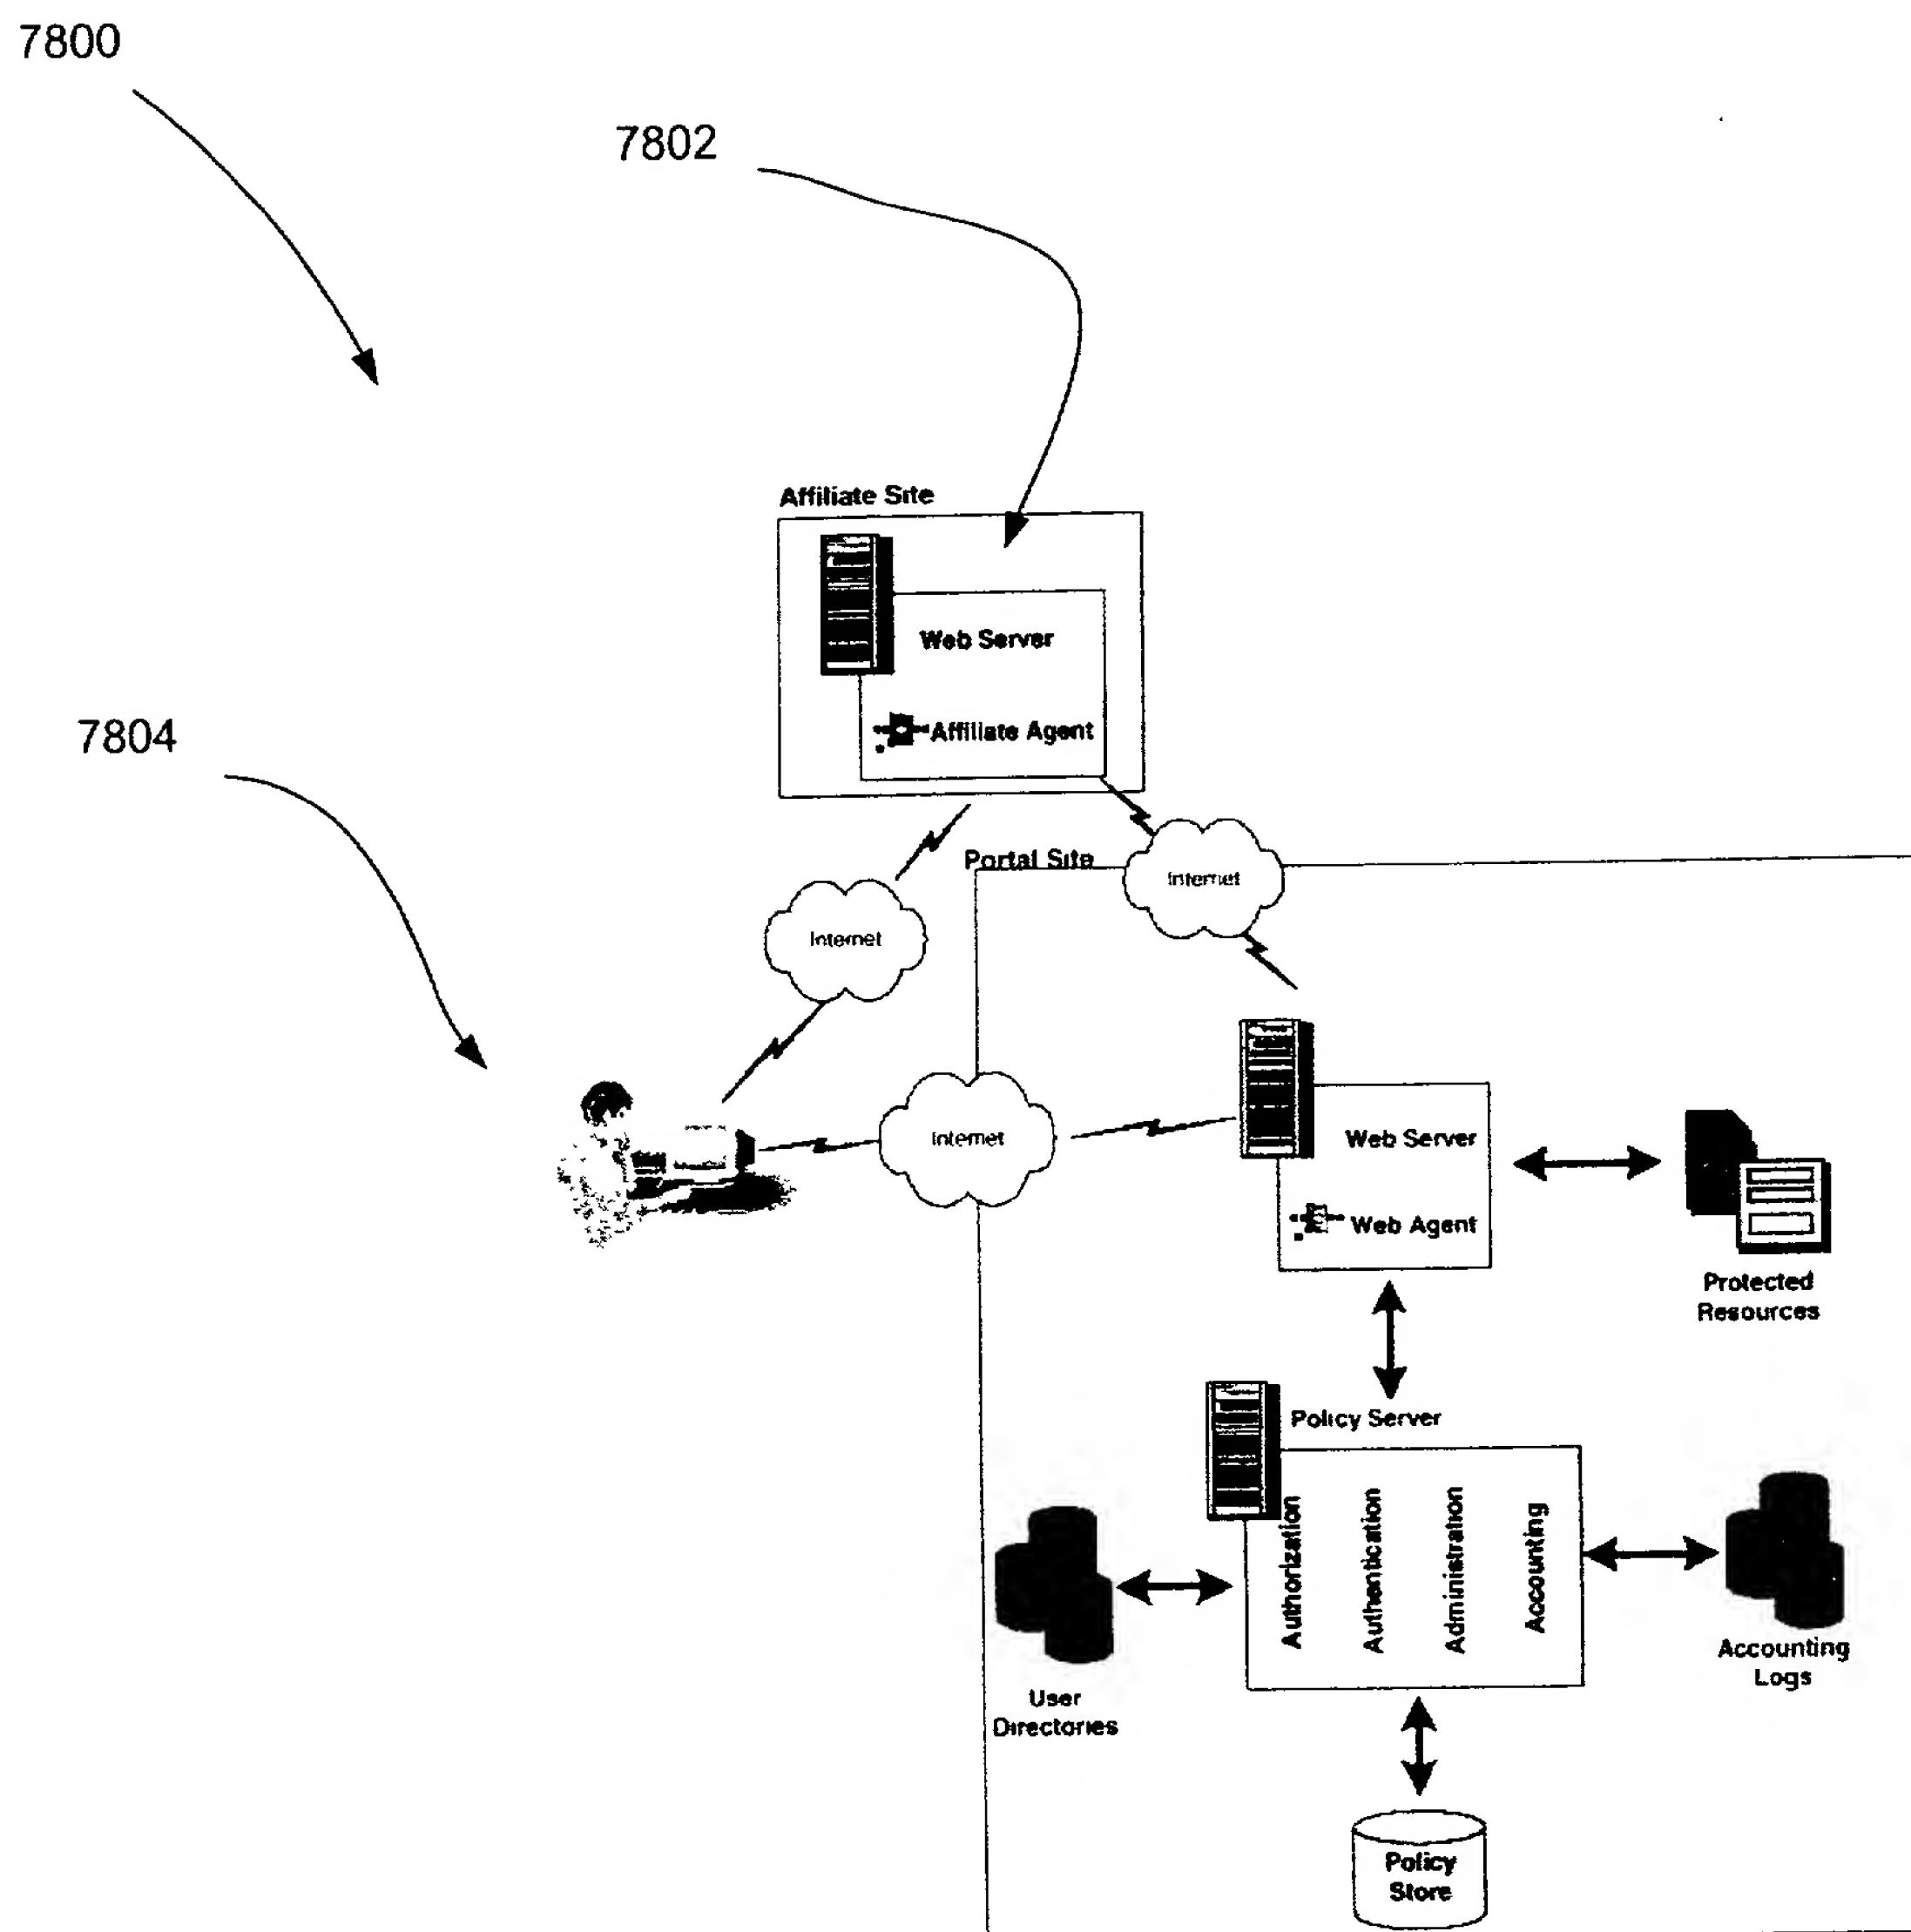 7800
7802
Affiliate Site
Web Server
7804
Affiliate Agent
Portal Site
Internet
Internet
Internet
Web Server
Web Agent
Protected
Resources
Policy Server
Authorization
Authentication
Administration
Accounting
User
Directories
Accounting
Logs
Policy
Store